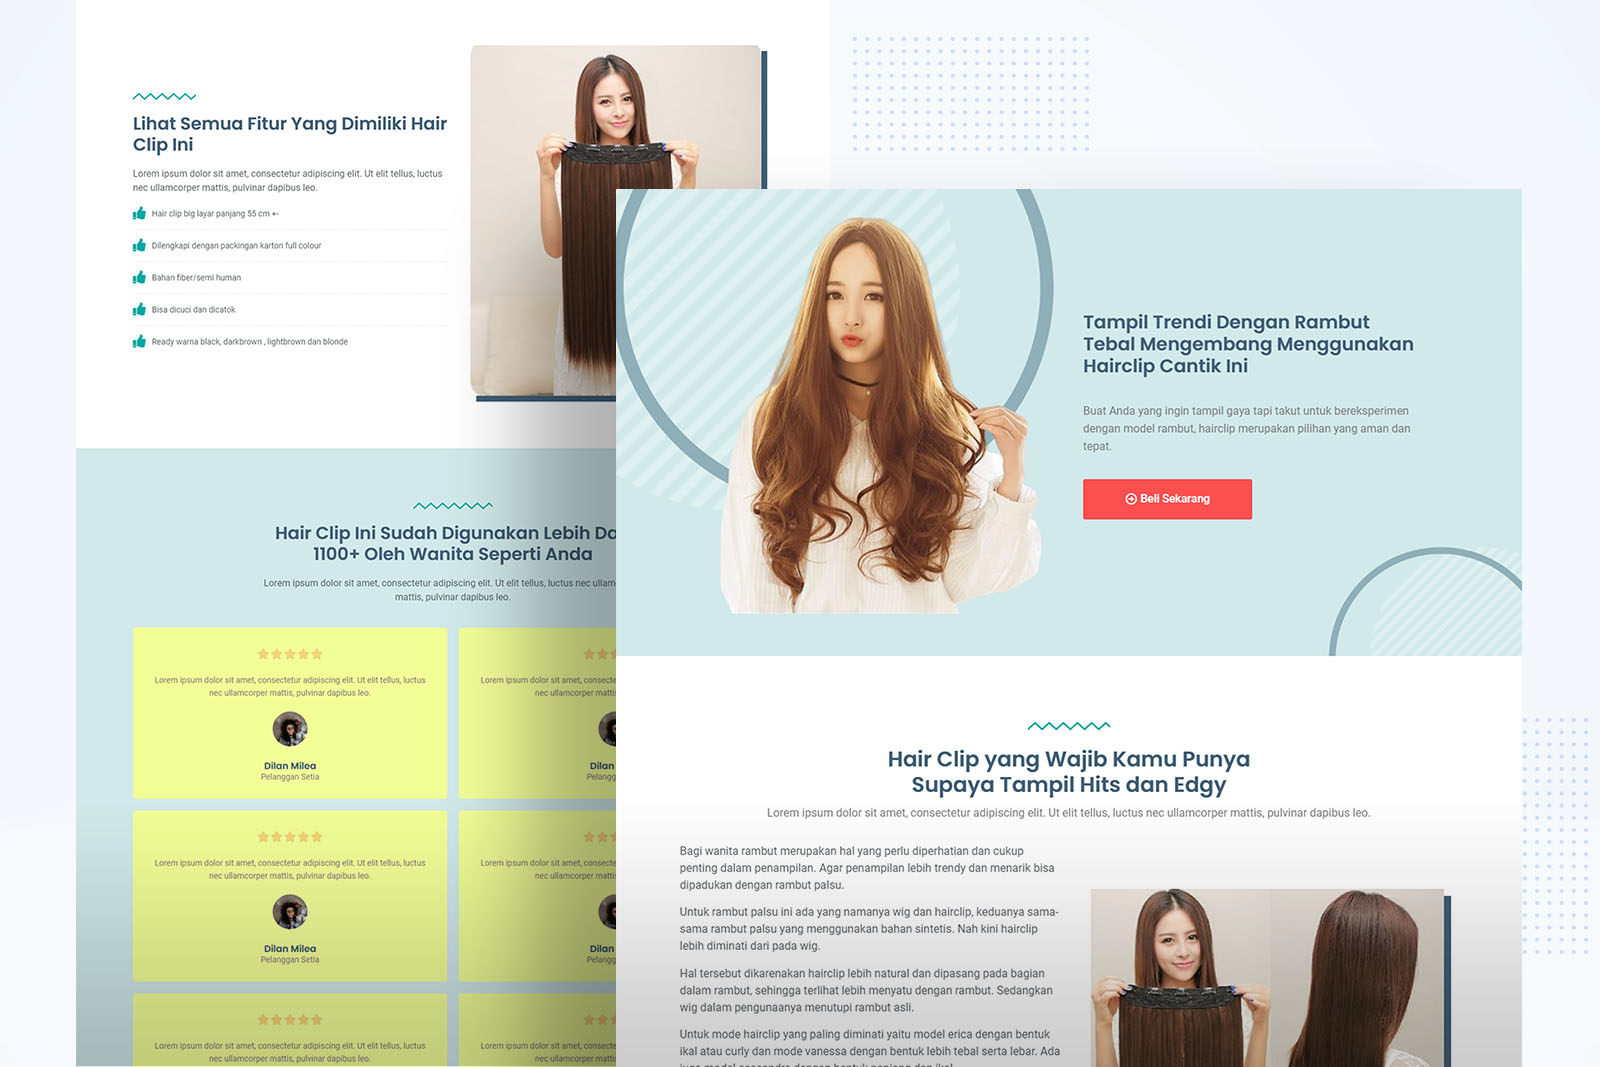 Lihat Semua Fitur Yang Dimiliki Hair
Clip Ini
Lorem ipsum dolor sit amet, consectetur adipiscing elit. Ut elit tellus, luctus
nec ullamcorper mattis, pulvinar dapibus leo.
Hair clip big layar panjang 55 cm +-
Dilengkapi dengan packingan karton full colour
Bahan fiber/semi human
Bisa dicuci dan dicatok
Ready warna black, darkbrown , lightbrown dan blonde
Hair Clip Ini Sudah Digunakan Lebih Da
1100+ Oleh Wanita Seperti Anda
Lorem ipsum dolor sit amet, consectetur adipiscing elit. Ut elit tellus, luctus nec ullam
mattis, pulvinar dapibus leo.
Lorem ipsum dolor sit amet, consectetur adipiscing elit. Ut elit tellus, luctus
nec ullamcorper mattis, pulvinar dapibus leo.
Dilan Milea
Pelanggan Setia
Lorem ipsum dolor sit amet, consecte
nec ullamcorper mattis
Dilan
Pelangg
Lorem ipsum dolor sit amet, consectetur adipiscing elit. Ut elit tellus, luctus
nec ullamcorper mattis, pulvinar dapibus leo.
Dilan Milea
Pelanggan Setia
Lorem ipsum dolor sit amet, consecte
nec ullamcorper mattis
Dilan
Pelangg
Lorem ipsum dolor sit amet, consectetur adipiscing elit. Ut elit tellus, luctus
nec ullamcorper mattis, pulvinar dapibus leo.
Lorem ipsum dolor sit amet, consecte
nec ullamcorper mattis
Tampil Trendi Dengan Rambut
Tebal Mengembang Menggunakan
Hairclip Cantik Ini
Buat Anda yang ingin tampil gaya tapi takut untuk bereksperimen
dengan model rambut, hairclip merupakan pilihan yang aman dan
tepat.
Beli Sekarang
Hair Clip yang Wajib Kamu Punya
Supaya Tampil Hits dan Edgy
Lorem ipsum dolor sit amet, consectetur adipiscing elit. Ut elit tellus, luctus nec ullamcorper mattis, pulvinar dapibus leo.
Bagi wanita rambut merupakan hal yang perlu diperhatian dan cukup
penting dalam penampilan. Agar penampilan lebih trendy dan menarik bisa
dipadukan dengan rambut palsu.
Untuk rambut palsu ini ada yang namanya wig dan hairclip, keduanya sama-
sama rambut palsu yang menggunakan bahan sintetis. Nah kini hairclip
lebih diminati dari pada wig.
Hal tersebut dikarenakan hairclip lebih natural dan dipasang pada bagian
dalam rambut, sehingga terlihat lebih menyatu dengan rambut. Sedangkan
wig dalam pengunaanya menutupi rambut asli.
Untuk mode hairclip yang paling diminati yaitu model erica dengan bentuk
ikal atau curly dan mode vanessa dengan bentuk lebih tebal serta lebar. Ada